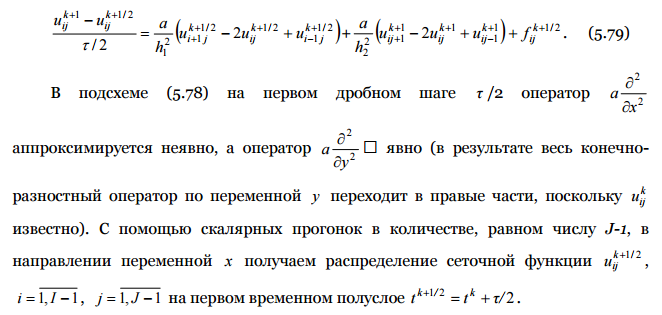 \frac{u_{ij}^{k+1} - u_{ij}^{k+1/2}}{\tau/2} = \frac{a}{h_1^2}\left(u_{i+1j}^{k+1/2} - 2u_{ij}^{k+1/2} + u_{i-1j}^{k+1/2}\right) + \frac{a}{h_2^2}\left(u_{ij+1}^{k+1} - 2u_{ij}^{k+1} + u_{ij-1}^{k+1}\right) + f_{ij}^{k+1/2}. (5.79)
В подсхеме (5.78) на первом дробном шаге τ/2 оператор a\frac{\partial^2}{\partial x^2}
аппроксимируется неявно, а оператор a\frac{\partial^2}{\partial y^2} □ явно (в результате весь конечно-
разностный оператор по переменной y переходит в правые части, поскольку u_{ij}^{k}
известно). С помощью скалярных прогонок в количестве, равном числу J-1, в
направлении переменной x получаем распределение сеточной функции u_{ij}^{k+1/2},
i = \overline{1, I-1}, j = \overline{1, J-1} на первом временном полуслое t^{k+1/2} = t^k + τ/2.